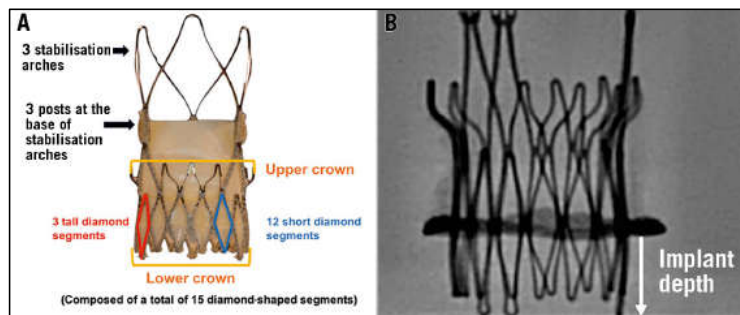 A
3 stabilisation
arches
3 posts at the
base of
stabilisation
arches
Upper crown
3 tall diamond
segments
12 short diamond
segments
Lower crown
(Composed of a total of 15 diamond-shaped segments)
B
Implant
depth